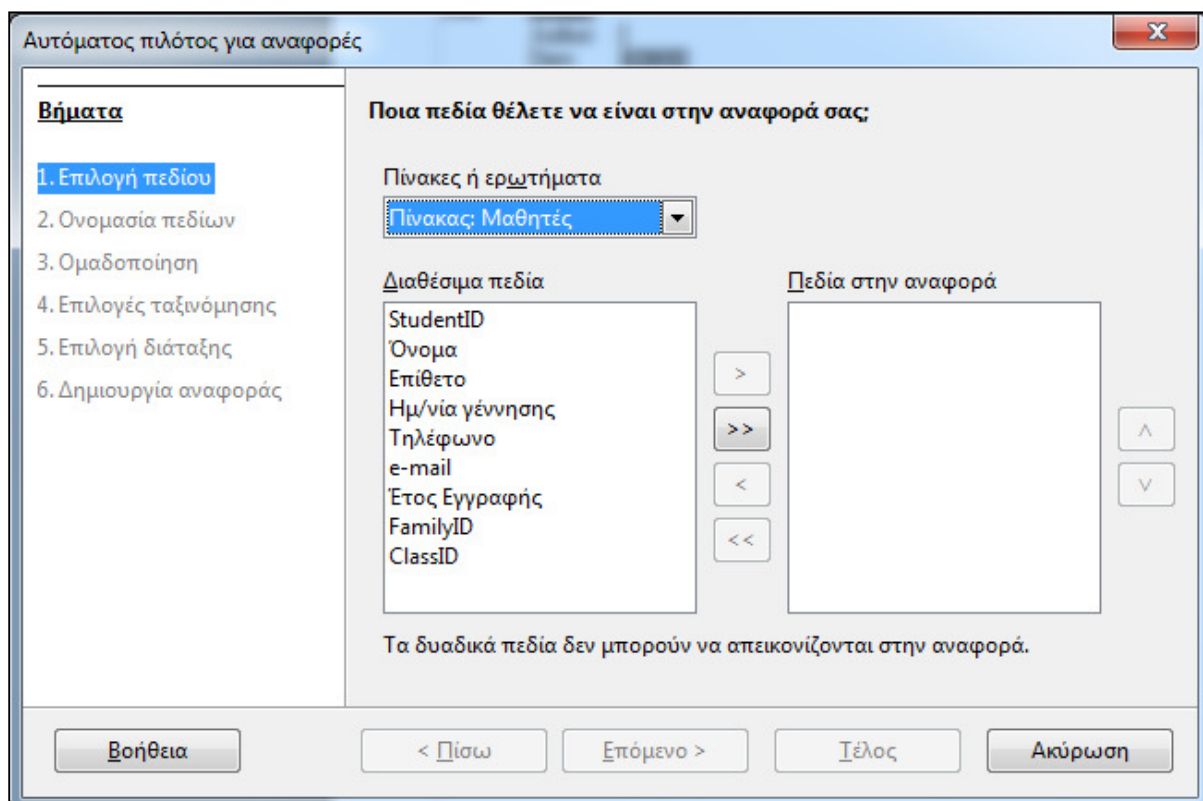 Αυτόματος πιλότος για αναφορές
Βήματα
1. Επιλογή πεδίου
2. Ονομασία πεδίων
3. Ομαδοποίηση
4. Επιλογές ταξινόμησης
5. Επιλογή διάταξης
6. Δημιουργία αναφοράς
Ποια πεδία θέλετε να είναι στην αναφορά σας;
Πίνακες ή ερωτήματα
Πίνακας: Μαθητές
Διαθέσιμα πεδία
StudentID
Όνομα
Επίθετο
Ημ/νία γέννησης
Τηλέφωνο
e-mail
Έτος Εγγραφής
FamilyID
ClassID
>
>>
<
<<
Πεδία στην αναφορά
Τα δυαδικά πεδία δεν μπορούν να απεικονίζονται στην αναφορά.
Βοήθεια
< Πίσω
Επόμενο >
Τέλος
Ακύρωση